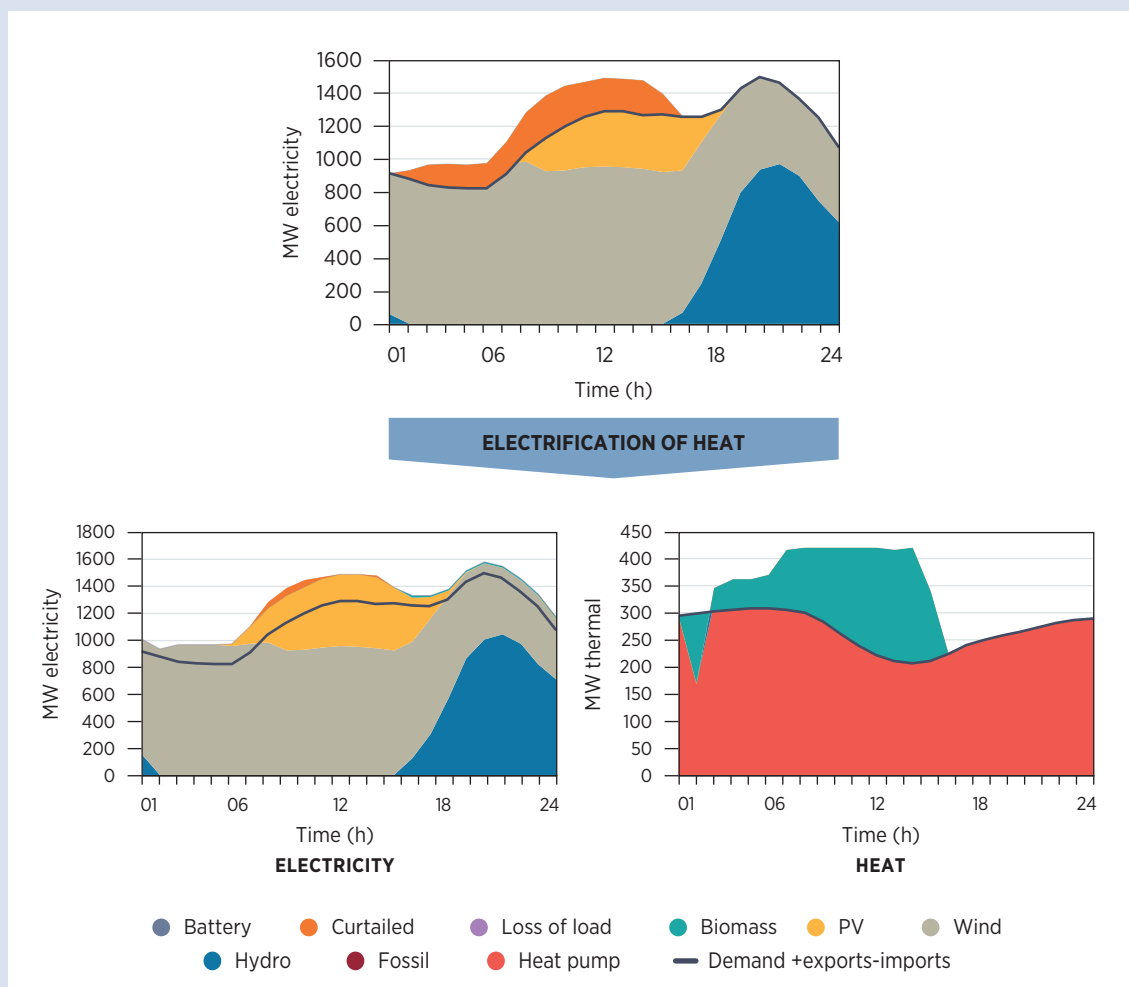 1600
1400
1200
1000
800
600
400
200
0
MW electricity
01 06 12 18 24
Time (h)
ELECTRIFICATION OF HEAT
1800
1600
1400
1200
1000
800
600
400
200
0
MW electricity
01 06 12 18 24
Time (h)
ELECTRICITY
450
400
350
300
250
200
150
100
50
0
MW thermal
01 06 12 18 24
Time (h)
HEAT
Battery Curtailed Loss of load Biomass PV Wind
Hydro Fossil Heat pump Demand +exports-imports